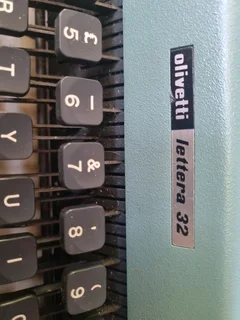 olivetti lettera 32
£ _ & ' (
5 6 7 8 9
R T Y U I